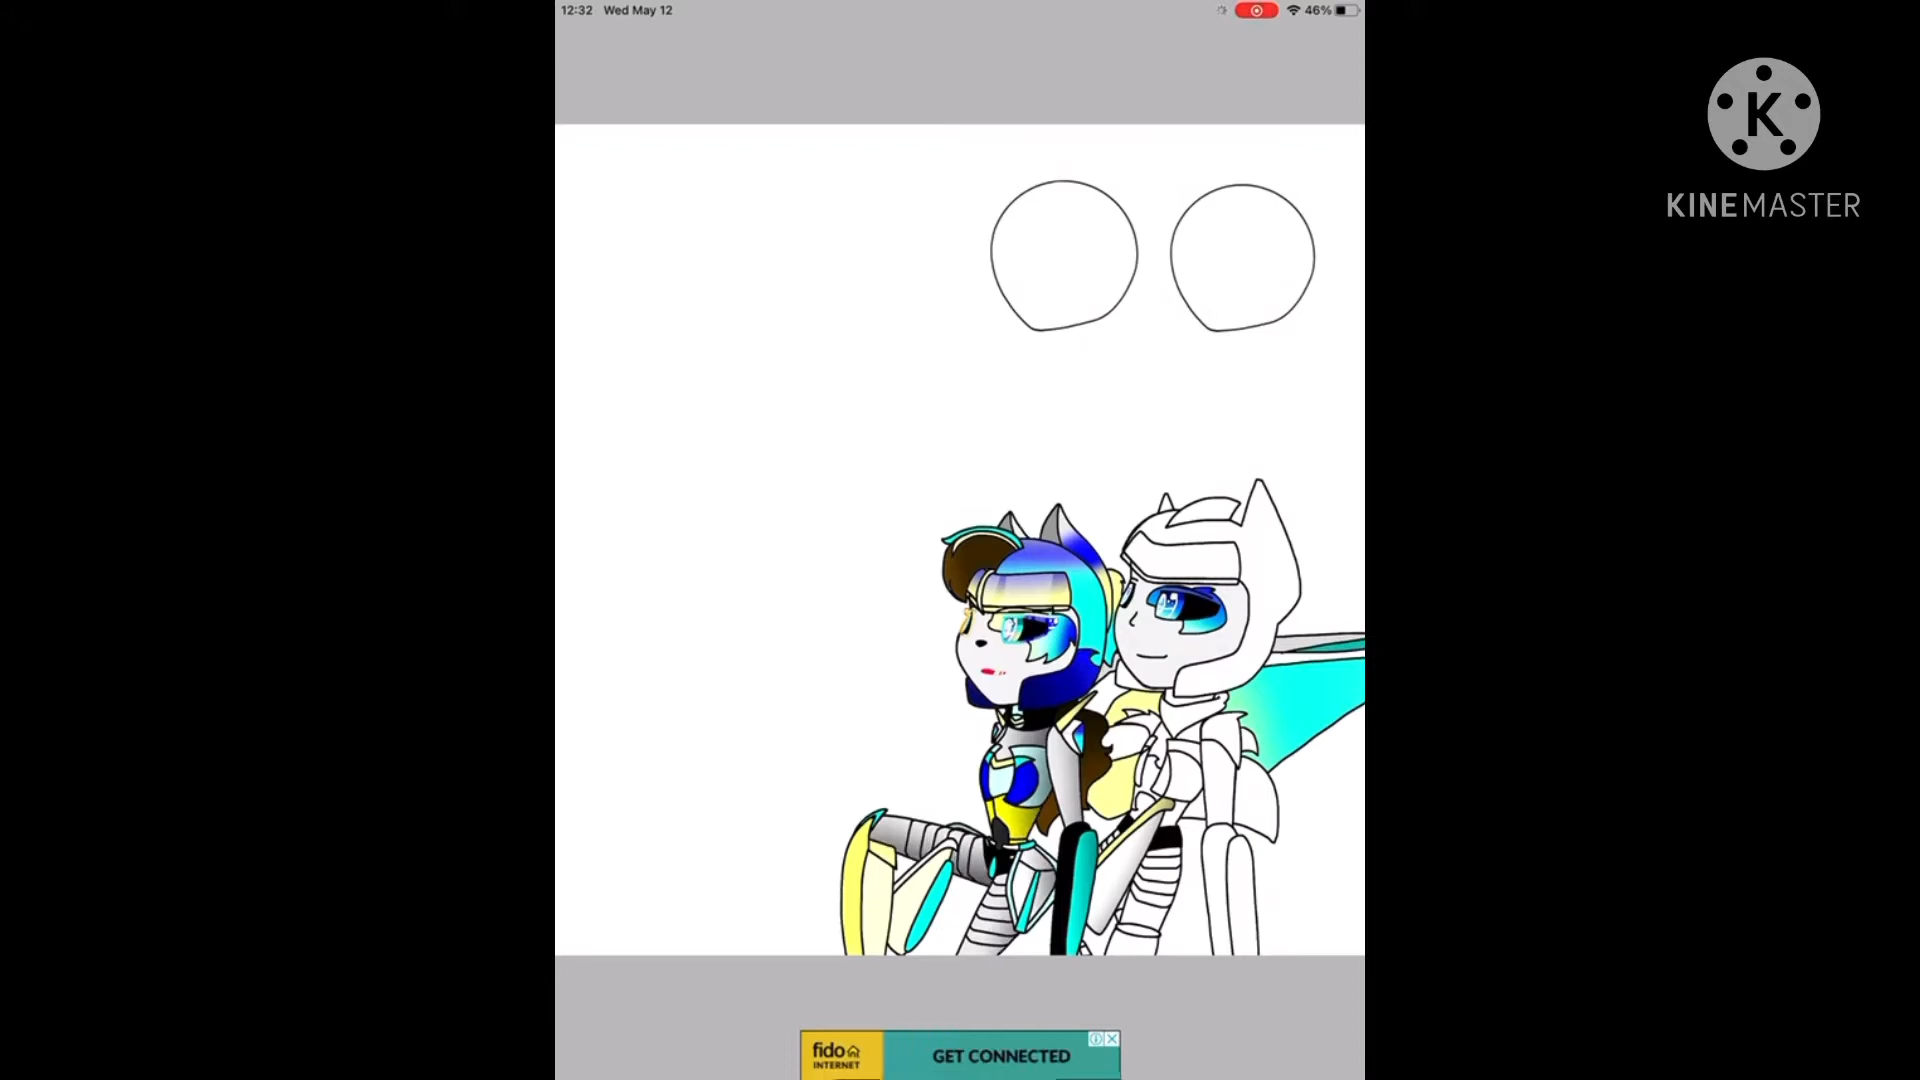 12:32 Wed May 12
46%
K
KINEMASTER
fido
INTERNET
GET CONNECTED